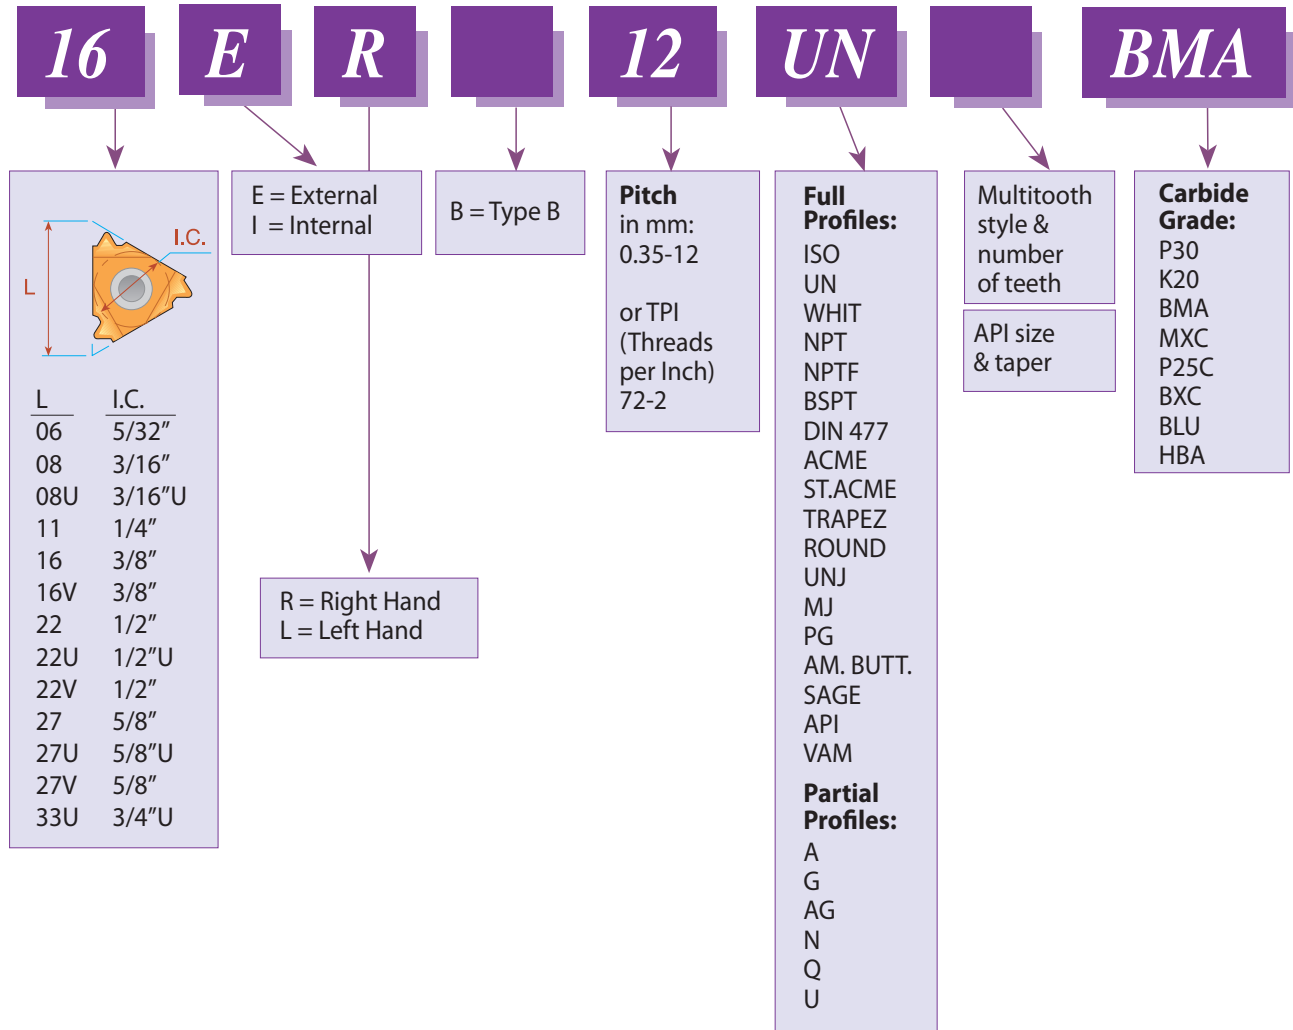 16 E R 12 UN BMA
L
I.C.
L I.C.
06 5/32"
08 3/16"
08U 3/16"U
11 1/4"
16 3/8"
16V 3/8"
22 1/2"
22U 1/2"U
22V 1/2"
27 5/8"
27U 5/8"U
27V 5/8"
33U 3/4"U
E = External
I = Internal
R = Right Hand
L = Left Hand
B = Type B
Pitch
in mm:
0.35-12
or TPI
(Threads
per Inch)
72-2
Full
Profiles:
ISO
UN
WHIT
NPT
NPTF
BSPT
DIN 477
ACME
ST.ACME
TRAPEZ
ROUND
UNJ
MJ
PG
AM. BUTT.
SAGE
API
VAM
Partial
Profiles:
A
G
AG
N
Q
U
Multitooth
style &
number
of teeth
API size
& taper
Carbide
Grade:
P30
K20
BMA
MXC
P25C
BXC
BLU
HBA